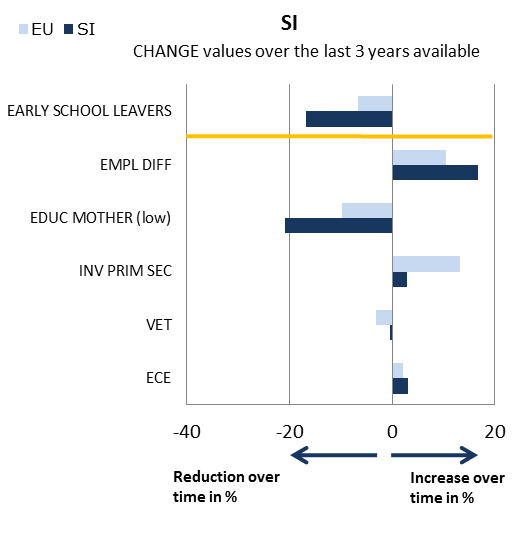 EU SI
SI
CHANGE values over the last 3 years available
EARLY SCHOOL LEAVERS
EMPL DIFF
EDUC MOTHER (low)
INV PRIM SEC
VET
ECE
-40 -20 0 20
Reduction over
time in %
Increase over
time in %